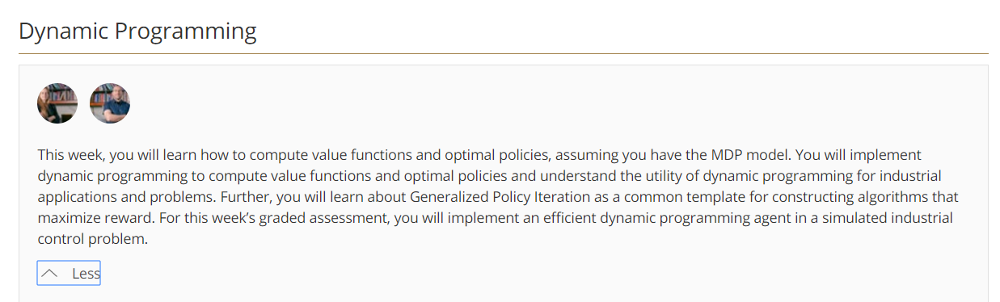 Dynamic Programming
This week, you will learn how to compute value functions and optimal policies, assuming you have the MDP model. You will implement
dynamic programming to compute value functions and optimal policies and understand the utility of dynamic programming for industrial
applications and problems. Further, you will learn about Generalized Policy Iteration as a common template for constructing algorithms that
maximize reward. For this week’s graded assessment, you will implement an efficient dynamic programming agent in a simulated industrial
control problem.
Less